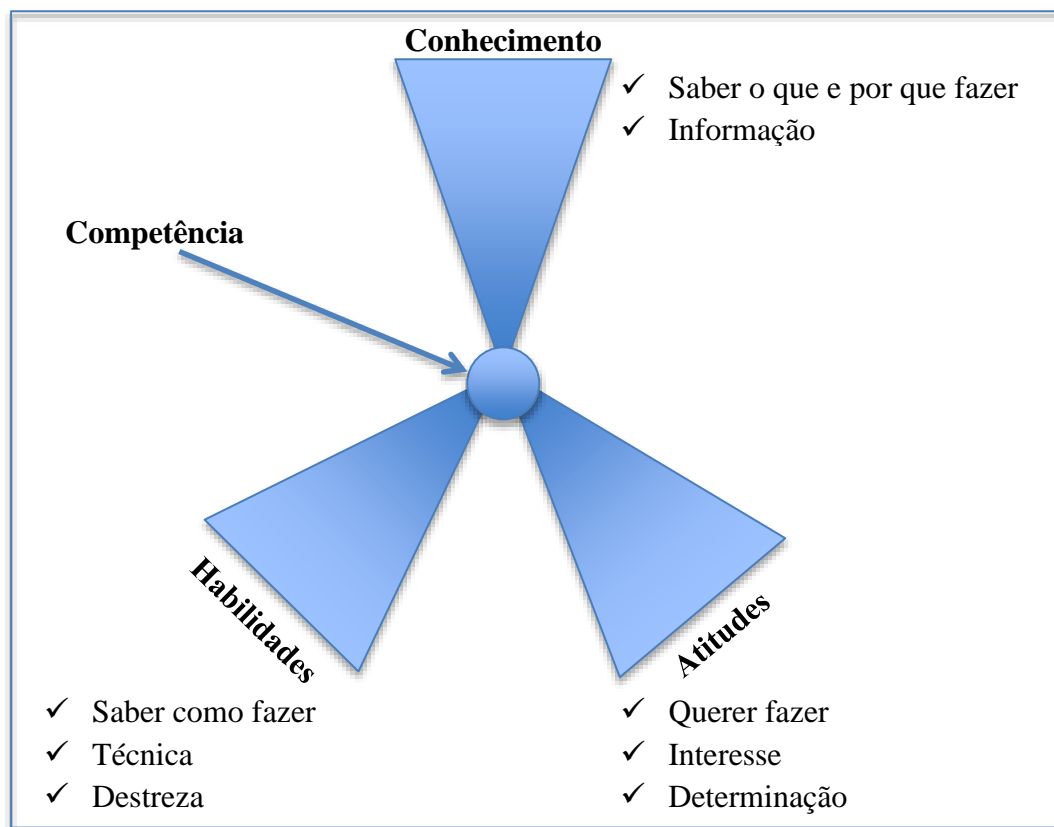 Conhecimento
✓ Saber o que e por que fazer
✓ Informação
Competência
Habilidades
✓ Saber como fazer
✓ Técnica
✓ Destreza
Atitudes
✓ Querer fazer
✓ Interesse
✓ Determinação